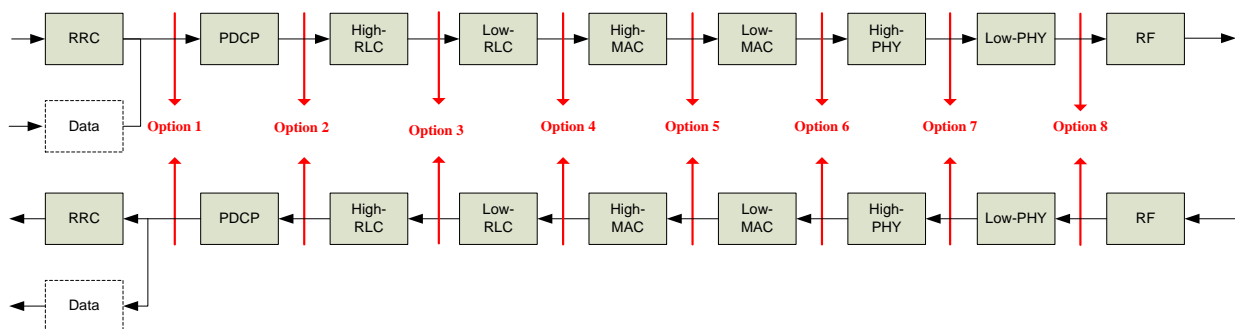 RRC
PDCP
High-
RLC
Low-
RLC
High-
MAC
Low-
MAC
High-
PHY
Low-PHY
RF
Data
Option 1
Option 2
Option 3
Option 4
Option 5
Option 6
Option 7
Option 8
RRC
PDCP
High-
RLC
Low-
RLC
High-
MAC
Low-
MAC
High-
PHY
Low-PHY
RF
Data